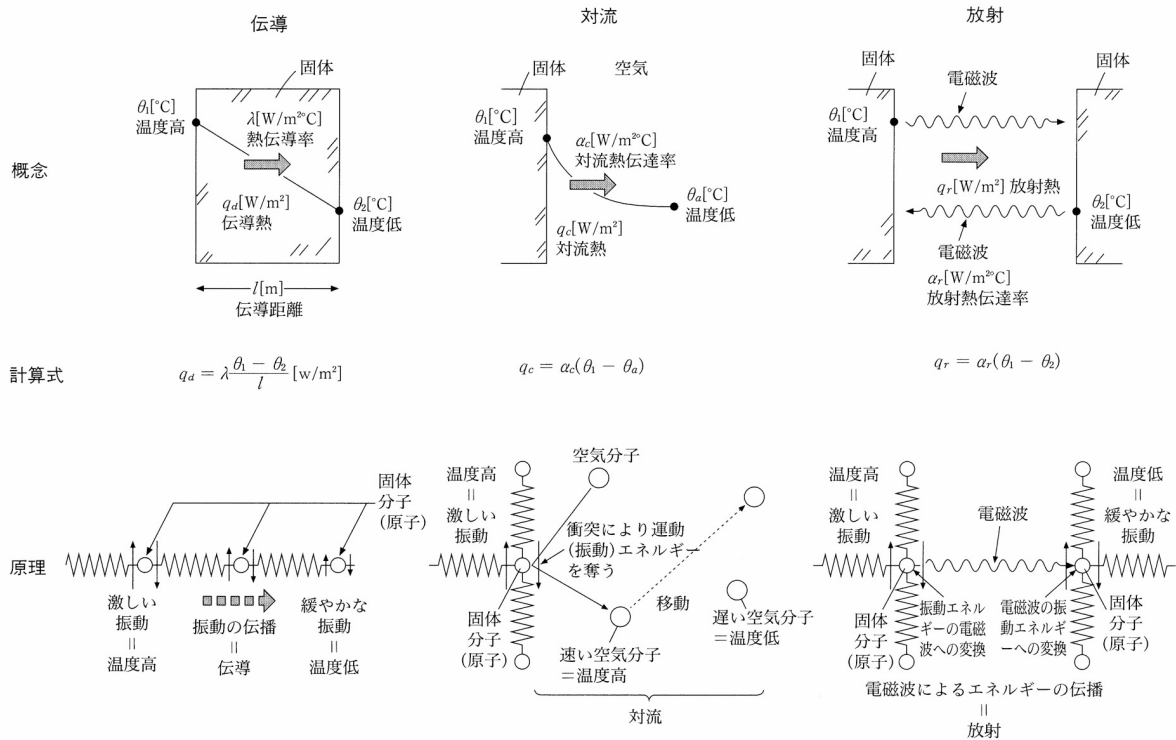 伝導
対流
放射
概念
固体
θ₁[°C]
温度高
λ[W/m²°C]
熱伝導率
q_d[W/m²]
伝導熱
θ₂[°C]
温度低
l[m]
伝導距離
固体
空気
θ₁[°C]
温度高
α_c[W/m²°C]
対流熱伝達率
θ_a[°C]
温度低
q_c[W/m²]
対流熱
固体
固体
電磁波
θ₁[°C]
温度高
q_r[W/m²] 放射熱
θ₂[°C]
温度低
電磁波
α_r[W/m²°C]
放射熱伝達率
計算式
q_d = λ (θ₁ − θ₂)/l [w/m²]
q_c = α_c(θ₁ − θ_a)
q_r = α_r(θ₁ − θ₂)
原理
固体
分子
(原子)
激しい
振動
＝
温度高
振動の伝播
＝
伝導
緩やかな
振動
＝
温度低
温度高
＝
激しい
振動
空気分子
衝突により運動
(振動)エネルギー
を奪う
移動
固体
分子
(原子)
速い空気分子
＝温度高
遅い空気分子
＝温度低
対流
温度高
＝
激しい
振動
電磁波
温度低
＝
緩やかな
振動
固体
分子
(原子)
振動エネル
ギーの電磁
波への変換
電磁波の振
動エネルギ
ーへの変換
固体
分子
(原子)
電磁波によるエネルギーの伝播
＝
放射